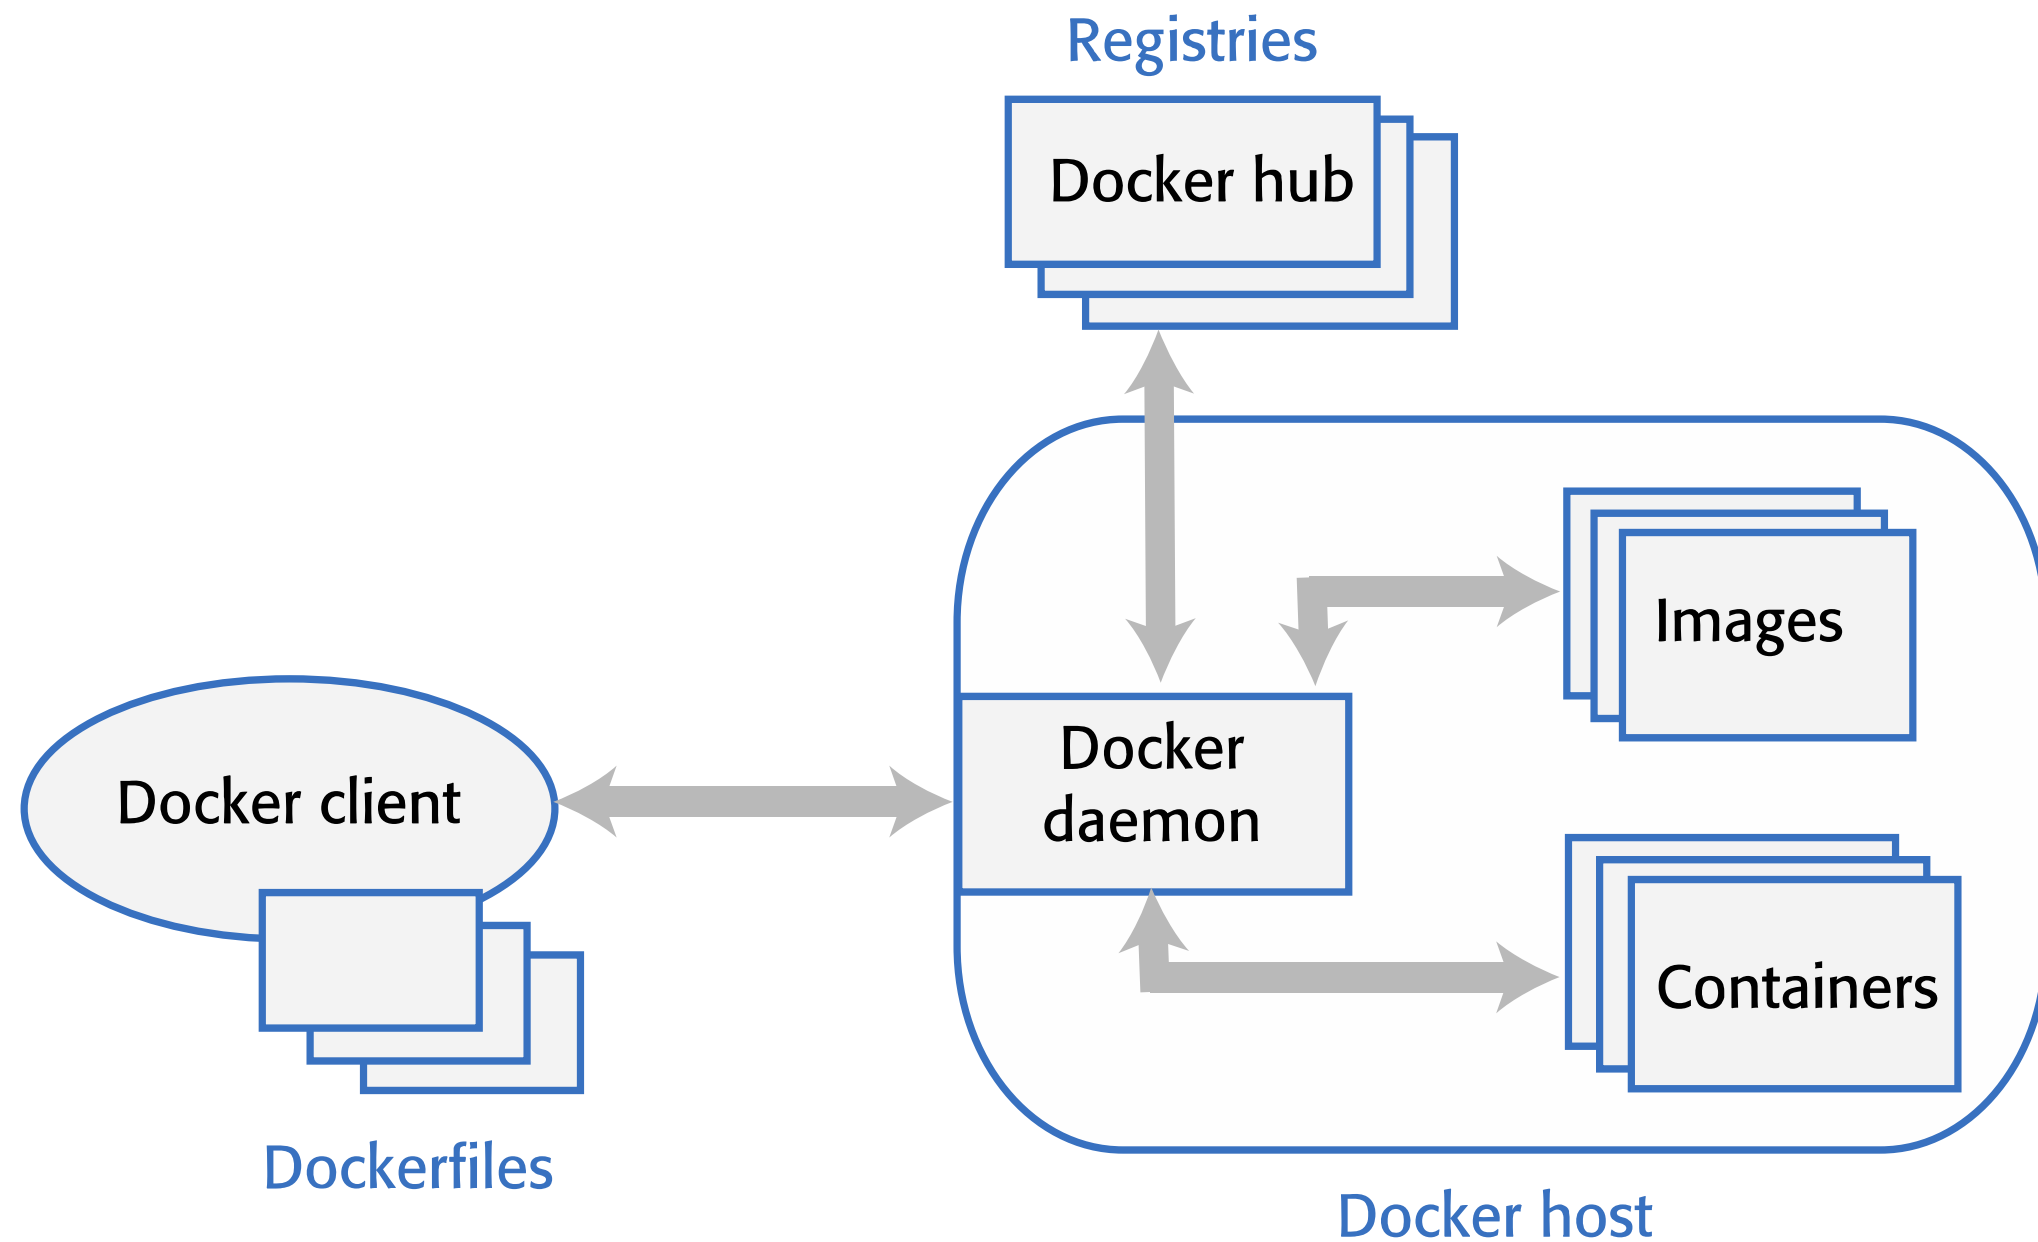 Registries
Docker hub
Images
Docker
daemon
Docker client
Containers
Dockerfiles
Docker host